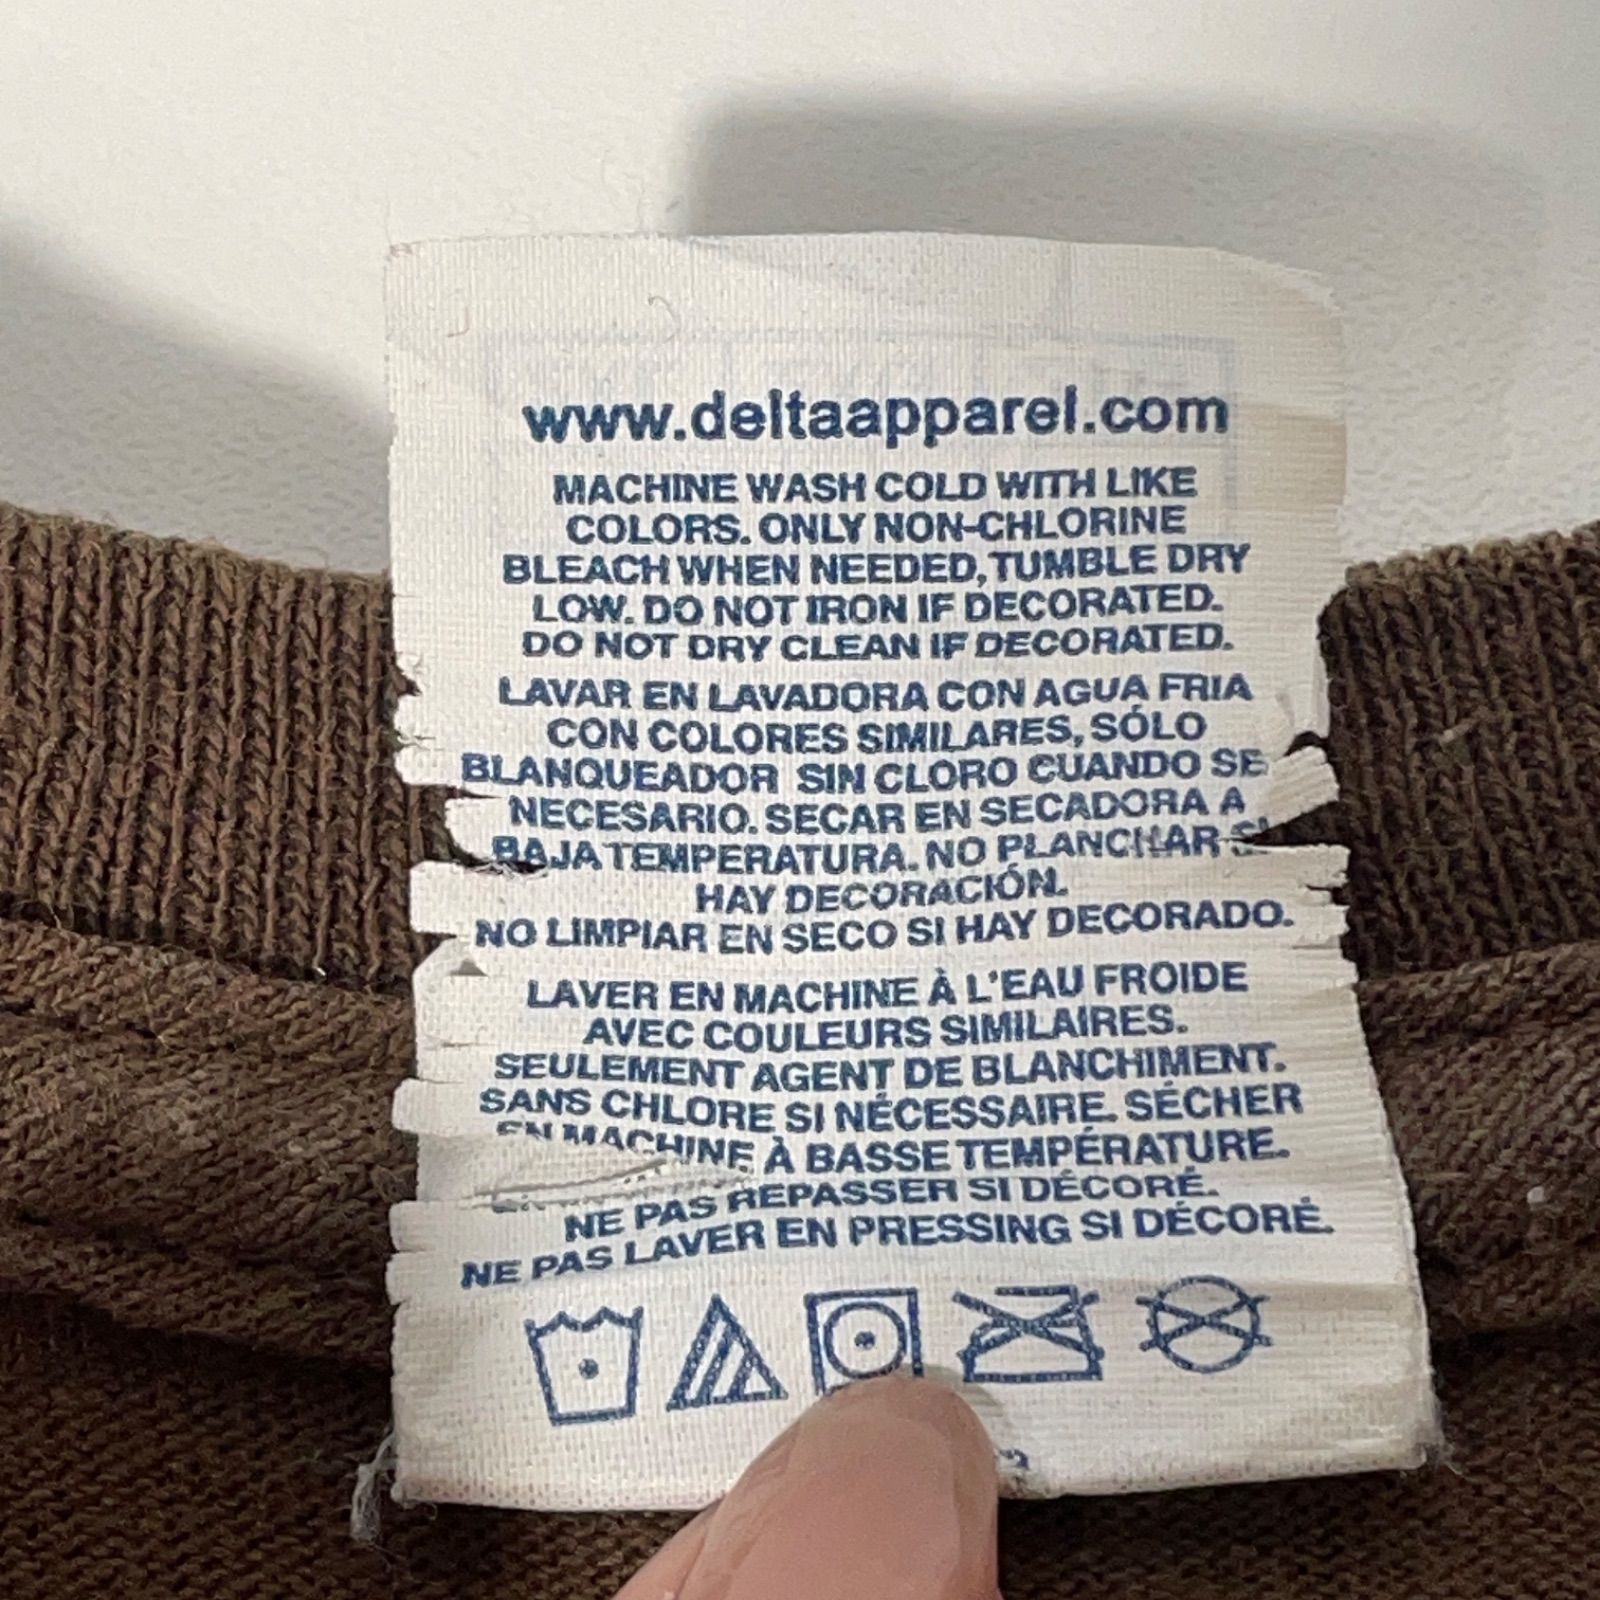 www.deltaapparel.com
MACHINE WASH COLD WITH LIKE
COLORS. ONLY NON-CHLORINE
BLEACH WHEN NEEDED, TUMBLE DRY
LOW. DO NOT IRON IF DECORATED.
DO NOT DRY CLEAN IF DECORATED.
LAVAR EN LAVADORA CON AGUA FRIA
CON COLORES SIMILARES, SÓLO
BLANQUEADOR SIN CLORO CUANDO SE
NECESARIO. SECAR EN SECADORA A
BAJA TEMPERATURA. NO PLANCHAR SI
HAY DECORACIÓN.
NO LIMPIAR EN SECO SI HAY DECORADO.
LAVER EN MACHINE À L'EAU FROIDE
AVEC COULEURS SIMILAIRES.
SEULEMENT AGENT DE BLANCHIMENT.
SANS CHLORE SI NÉCESSAIRE. SÉCHER
EN MACHINE À BASSE TEMPÉRATURE.
NE PAS REPASSER SI DÉCORÉ.
NE PAS LAVER EN PRESSING SI DÉCORÉ.